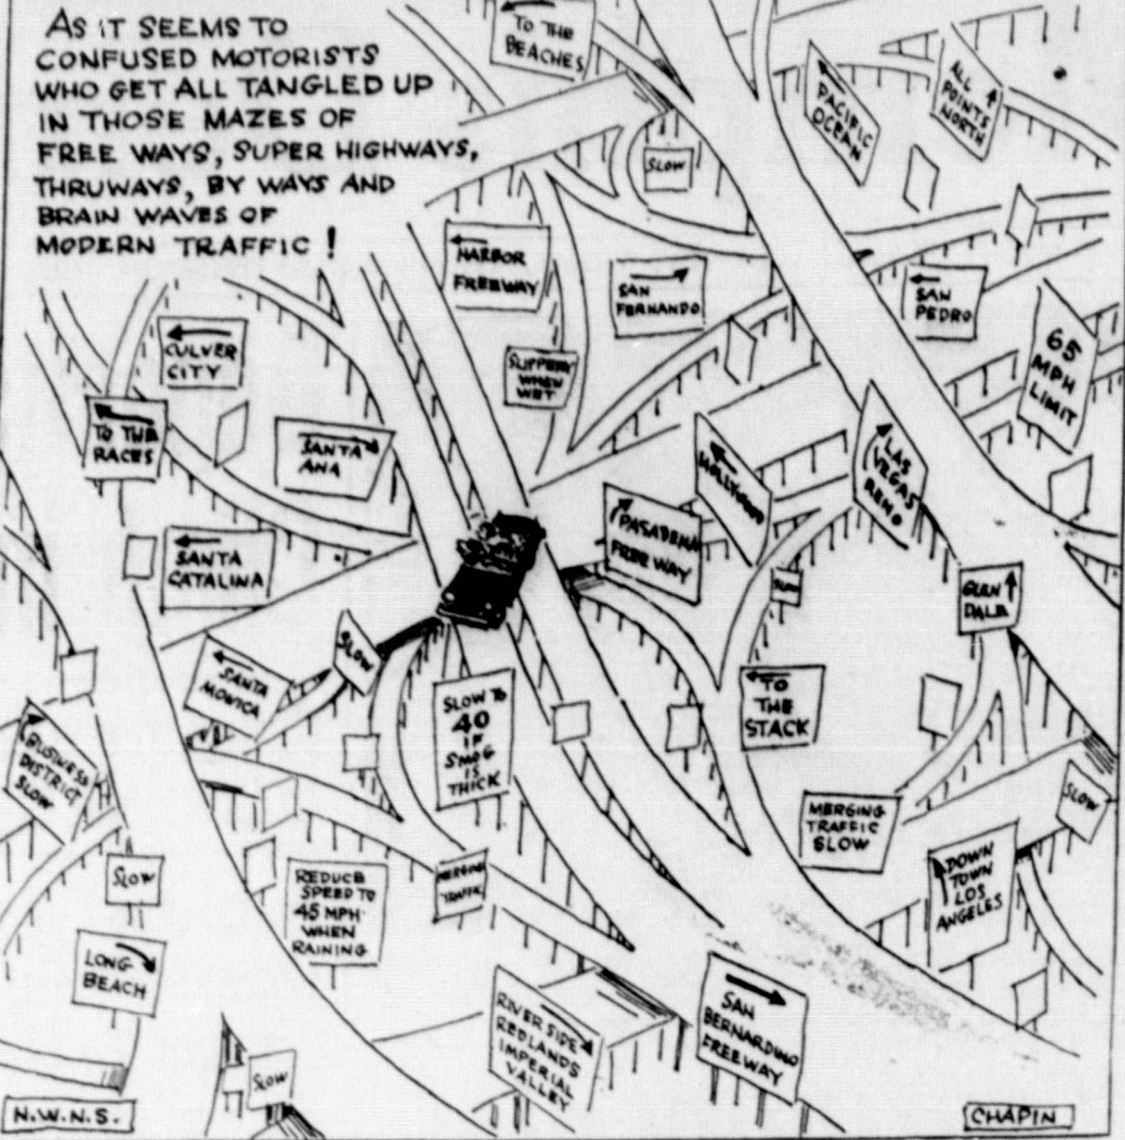 AS IT SEEMS TO
CONFUSED MOTORISTS
WHO GET ALL TANGLED UP
IN THOSE MAZES OF
FREE WAYS, SUPER HIGHWAYS,
THRUWAYS, BY WAYS AND
BRAIN WAVES OF
MODERN TRAFFIC!
TO THE
BEACHES
PACIFIC
OCEAN
ALL
POINTS
NORTH
SLOW
HARBOR
FREEWAY
SAN
FERNANDO
SAN
PEDRO
65
MPH
LIMIT
CULVER
CITY
SLIPPERY
WHEN
WET
TO THE
RACES
SANTA
ANA
HOLLYWOOD
LAS
VEGAS
RENO
PASADENA
FREEWAY
SANTA
CATALINA
SLOW
GLEN
DALE
SLOW
SANTA
MONICA
SLOW TO
40
IF
SMOG
IS
THICK
TO
THE
STACK
BUSINESS
DISTRICT
SLOW
MERGING
TRAFFIC
SLOW
SLOW
SLOW
REDUCE
SPEED TO
45 MPH
WHEN
RAINING
MERGING
TRAFFIC
DOWN
TOWN
LOS
ANGELES
LONG
BEACH
RIVERSIDE
REDLANDS
IMPERIAL
VALLEY
SAN
BERNARDINO
FREEWAY
SLOW
N.W.N.S.
CHAPIN